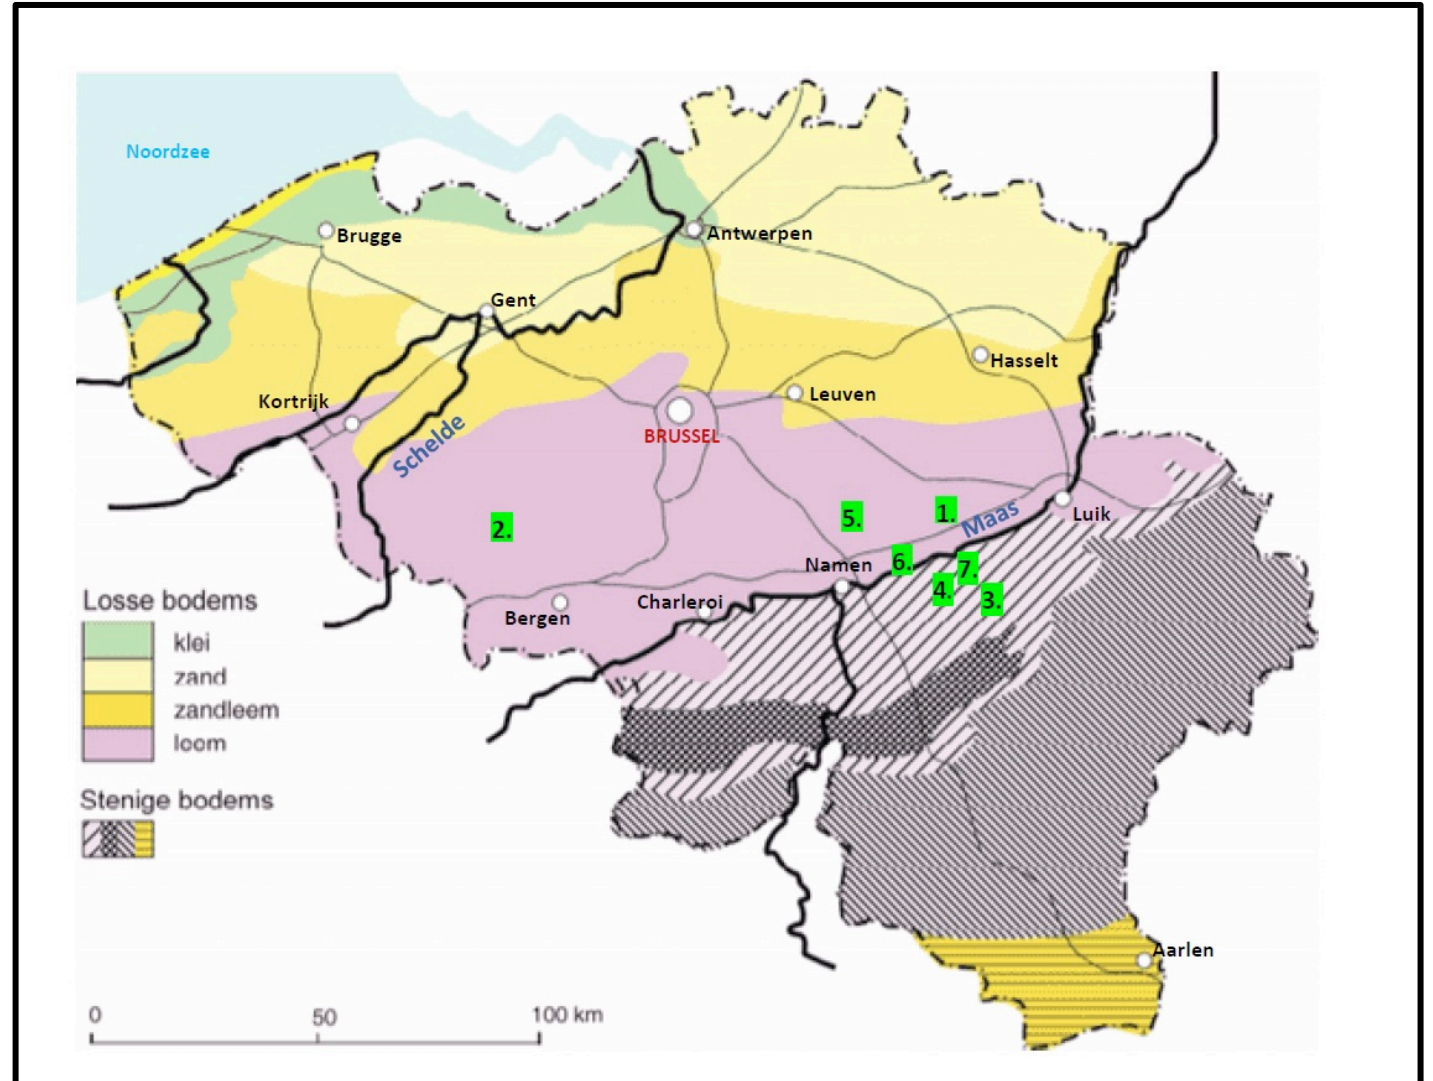 Noordzee
Brugge
Antwerpen
Gent
Hasselt
Kortrijk
Leuven
Schelde
BRUSSEL
2.
5.
1.
Maas
Luik
6.
7.
Namen
4.
3.
Charleroi
Bergen
Losse bodems
klei
zand
zandleem
loom
Stenige bodems
Aarlen
0 50 100 km